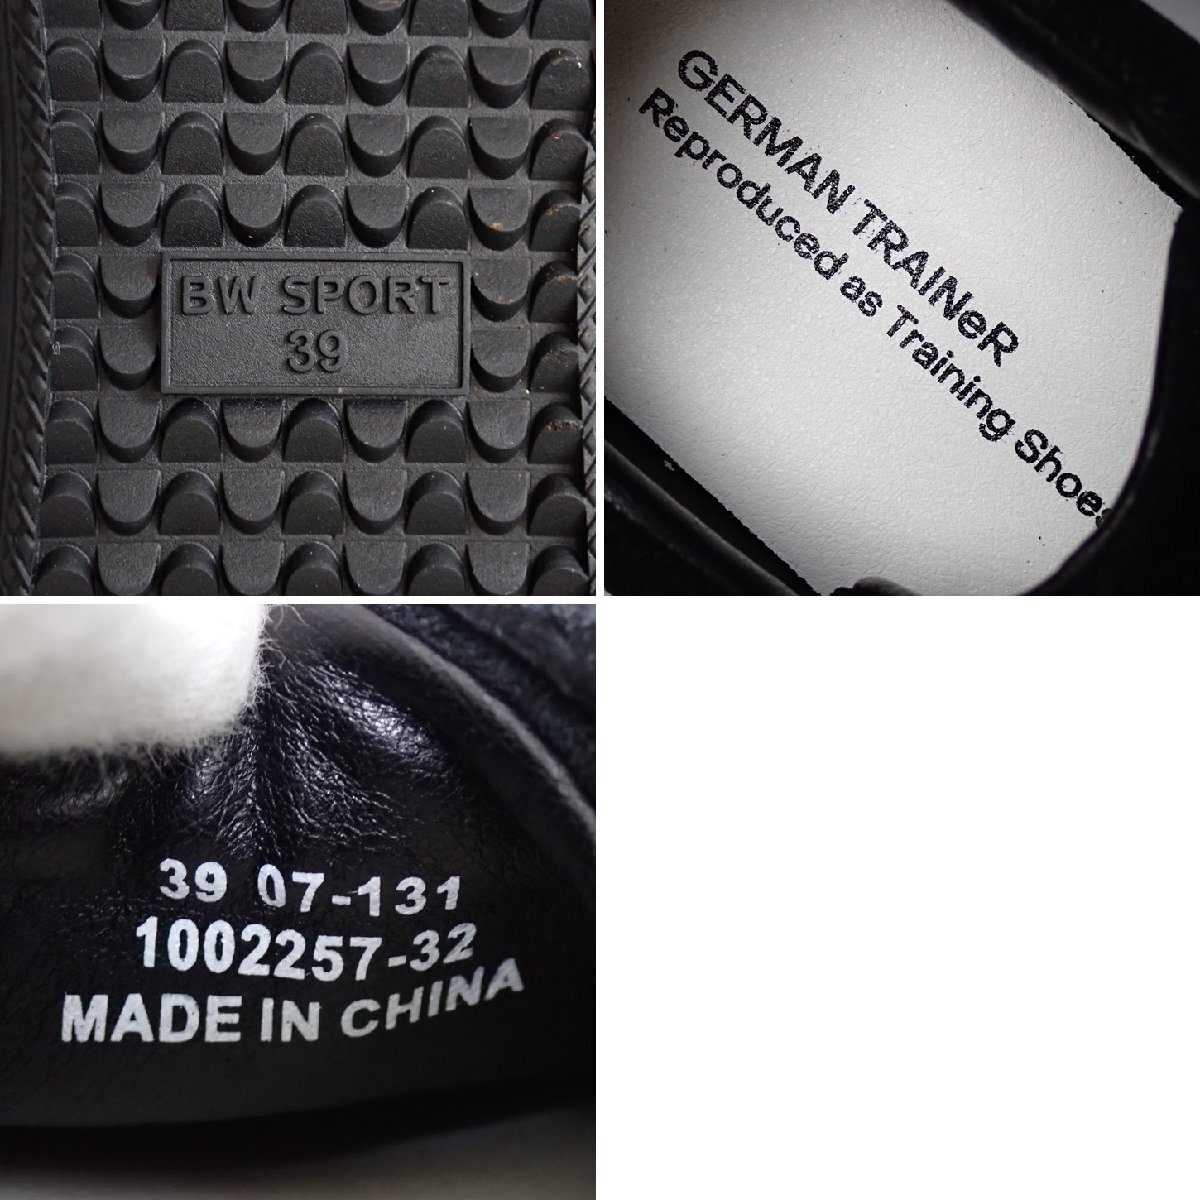 BW SPORT
39
GERMAN TRAINeR
Reproduced as Training Shoes
39 07-131
1002257-32
MADE IN CHINA